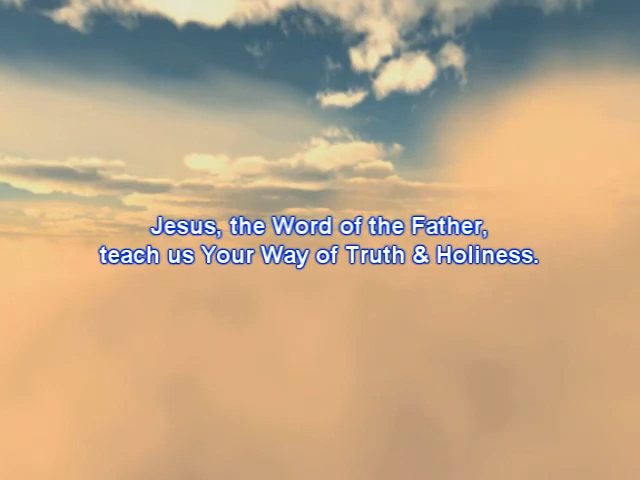 Jesus, the Word of the Father,
teach us Your Way of Truth & Holiness.